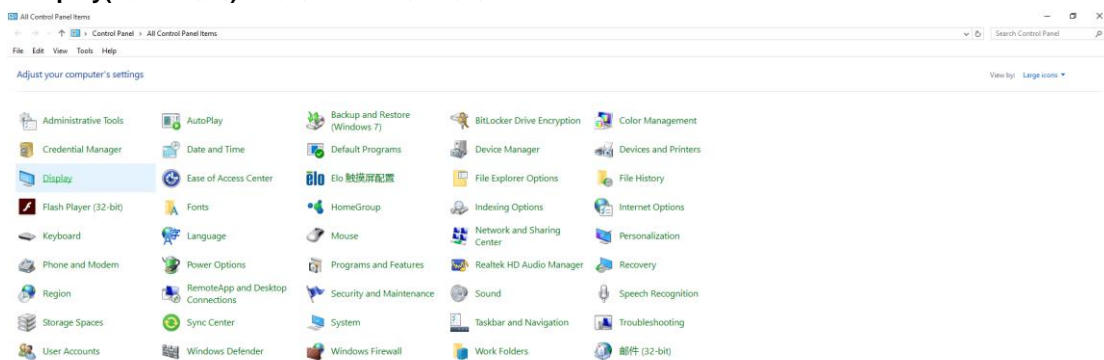 All Control Panel Items
Control Panel > All Control Panel Items
Search Control Panel
File Edit View Tools Help
Adjust your computer's settings
View by: Large icons
Administrative Tools
AutoPlay
Backup and Restore
(Windows 7)
BitLocker Drive Encryption
Color Management
Credential Manager
Date and Time
Default Programs
Device Manager
Devices and Printers
Display
Ease of Access Center
elo Elo 触摸屏配置
File Explorer Options
File History
Flash Player (32-bit)
Fonts
HomeGroup
Indexing Options
Internet Options
Keyboard
Language
Mouse
Network and Sharing
Center
Personalization
Phone and Modem
Power Options
Programs and Features
Realtek HD Audio Manager
Recovery
Region
RemoteApp and Desktop
Connections
Security and Maintenance
Sound
Speech Recognition
Storage Spaces
Sync Center
System
Taskbar and Navigation
Troubleshooting
User Accounts
Windows Defender
Windows Firewall
Work Folders
邮件 (32-bit)